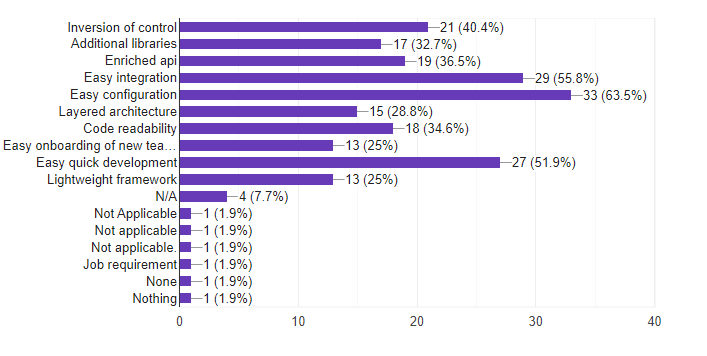 Inversion of control 21 (40.4%)
Additional libraries 17 (32.7%)
Enriched api 19 (36.5%)
Easy integration 29 (55.8%)
Easy configuration 33 (63.5%)
Layered architecture 15 (28.8%)
Code readability 18 (34.6%)
Easy onboarding of new tea… 13 (25%)
Easy quick development 27 (51.9%)
Lightweight framework 13 (25%)
N/A 4 (7.7%)
Not Applicable 1 (1.9%)
Not applicable 1 (1.9%)
Not applicable. 1 (1.9%)
Job requirement 1 (1.9%)
None 1 (1.9%)
Nothing 1 (1.9%)
0 10 20 30 40